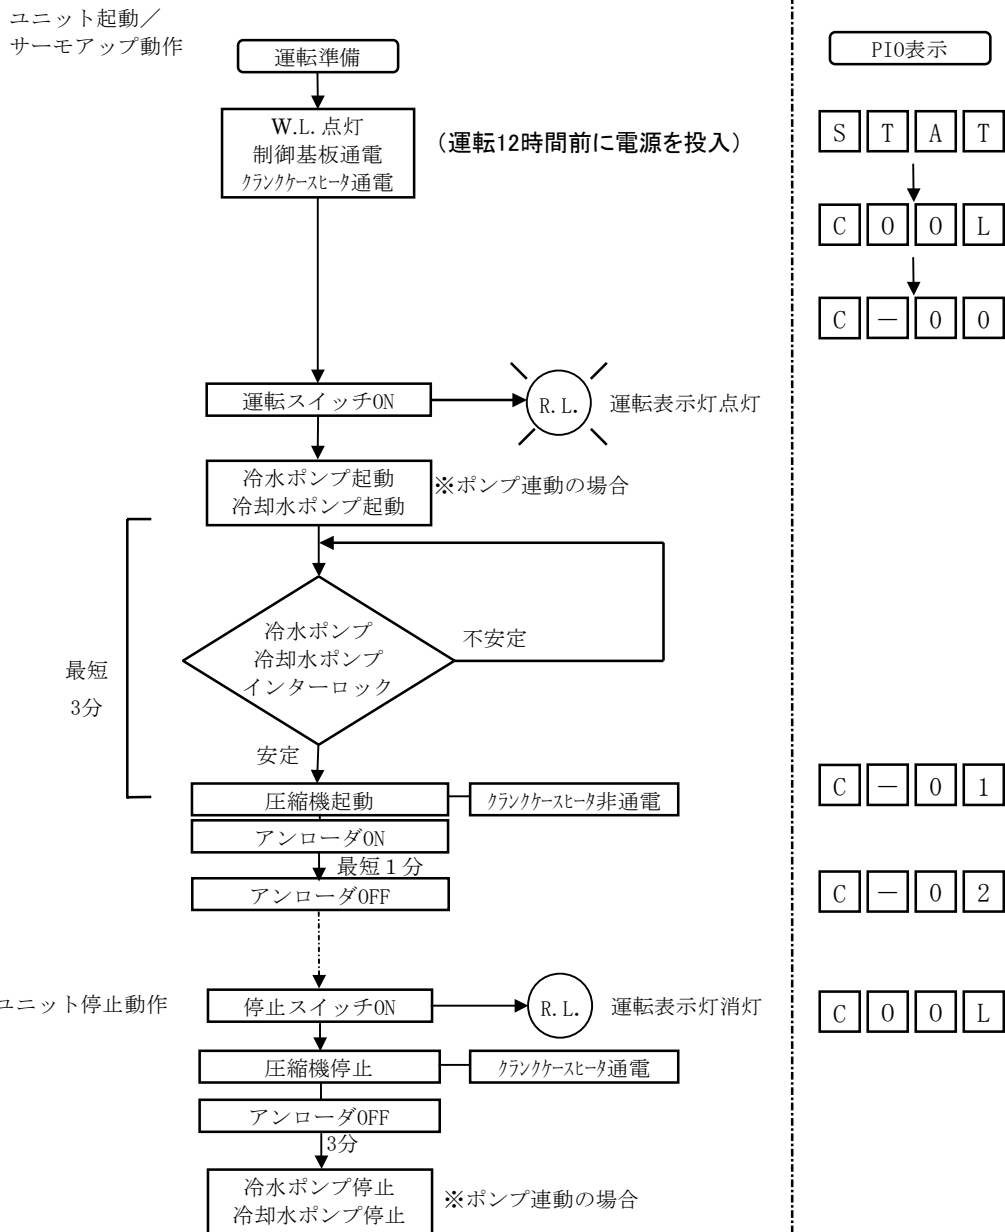 ユニット起動／
サーモアップ動作
運転準備
W.L. 点灯
制御基板通電
クランクケースヒータ通電
（運転12時間前に電源を投入）
運転スイッチON
R.L.
運転表示灯点灯
冷水ポンプ起動
冷却水ポンプ起動
※ポンプ連動の場合
最短
3分
冷水ポンプ
冷却水ポンプ
インターロック
不安定
安定
圧縮機起動
クランクケースヒータ非通電
アンローダON
最短１分
アンローダOFF
ユニット停止動作
停止スイッチON
R.L.
運転表示灯消灯
圧縮機停止
クランクケースヒータ通電
アンローダOFF
3分
冷水ポンプ停止
冷却水ポンプ停止
※ポンプ連動の場合
PIO表示
S T A T
C O O L
C － 0 0
C － 0 1
C － 0 2
C O O L